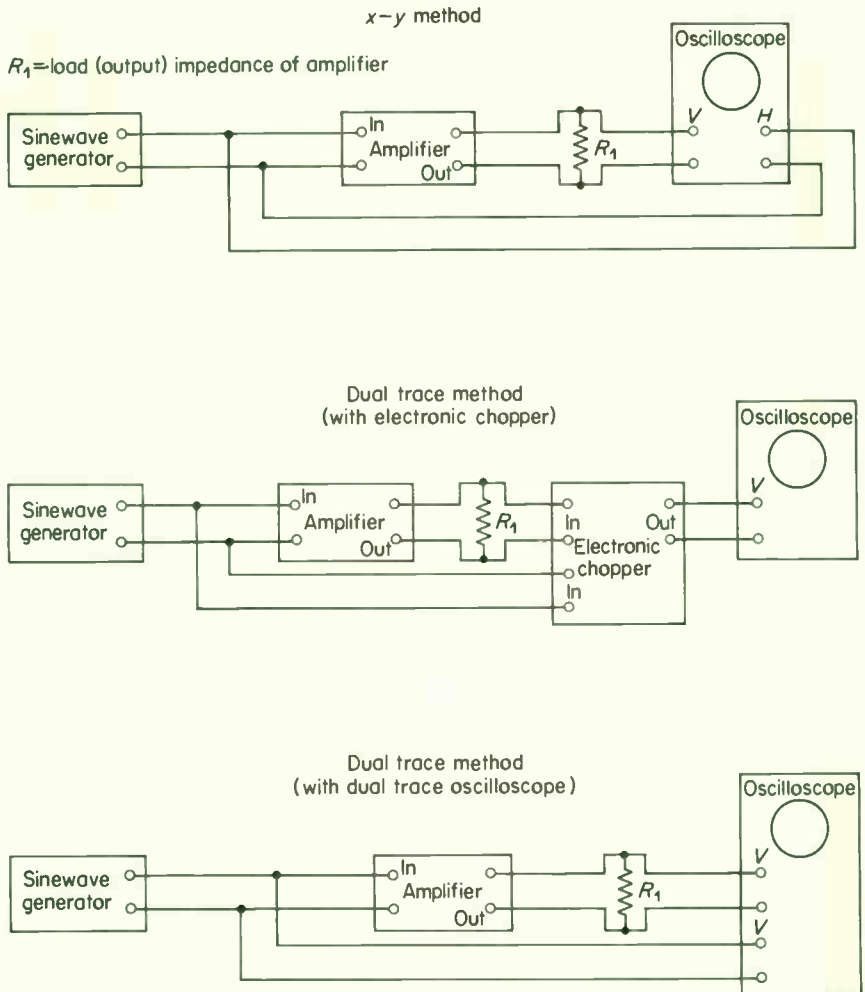 x–y method
R₁=load (output) impedance of amplifier
Oscilloscope
V H
Sinewave
generator
In
Amplifier
Out
R₁
Dual trace method
(with electronic chopper)
Oscilloscope
V
Sinewave
generator
In
Amplifier
Out
R₁
In
Out
Electronic
chopper
In
Dual trace method
(with dual trace oscilloscope)
Oscilloscope
V
Sinewave
generator
In
Amplifier
Out
R₁
V